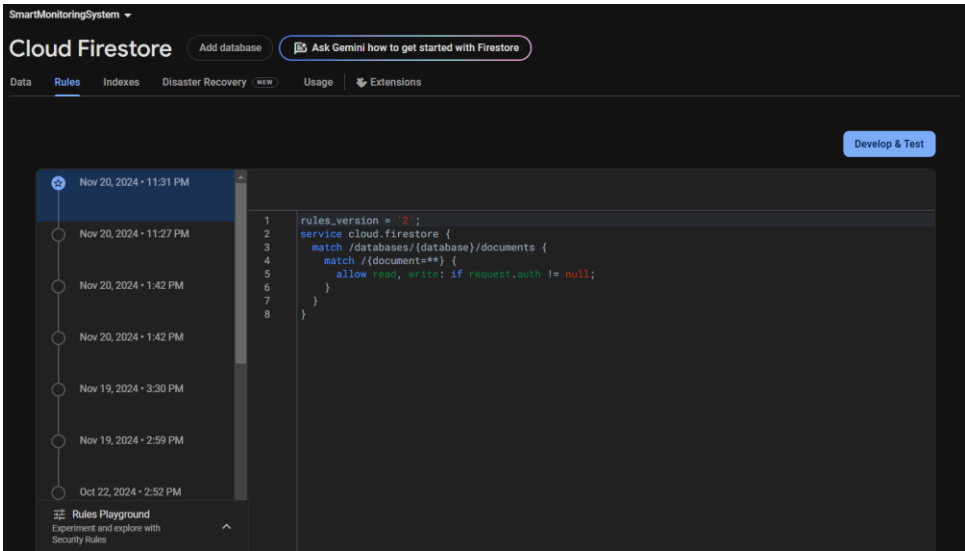 SmartMonitoringSystem
Cloud Firestore
Add database
Ask Gemini how to get started with Firestore
Data
Rules
Indexes
Disaster Recovery NEW
Usage
Extensions
Develop & Test
Nov 20, 2024 • 11:31 PM
Nov 20, 2024 • 11:27 PM
Nov 20, 2024 • 1:42 PM
Nov 20, 2024 • 1:42 PM
Nov 19, 2024 • 3:30 PM
Nov 19, 2024 • 2:59 PM
Oct 22, 2024 • 2:52 PM
Rules Playground
Experiment and explore with
Security Rules
1 rules_version = '2';
2 service cloud.firestore {
3   match /databases/{database}/documents {
4     match /{document=**} {
5       allow read, write: if request.auth != null;
6     }
7   }
8 }